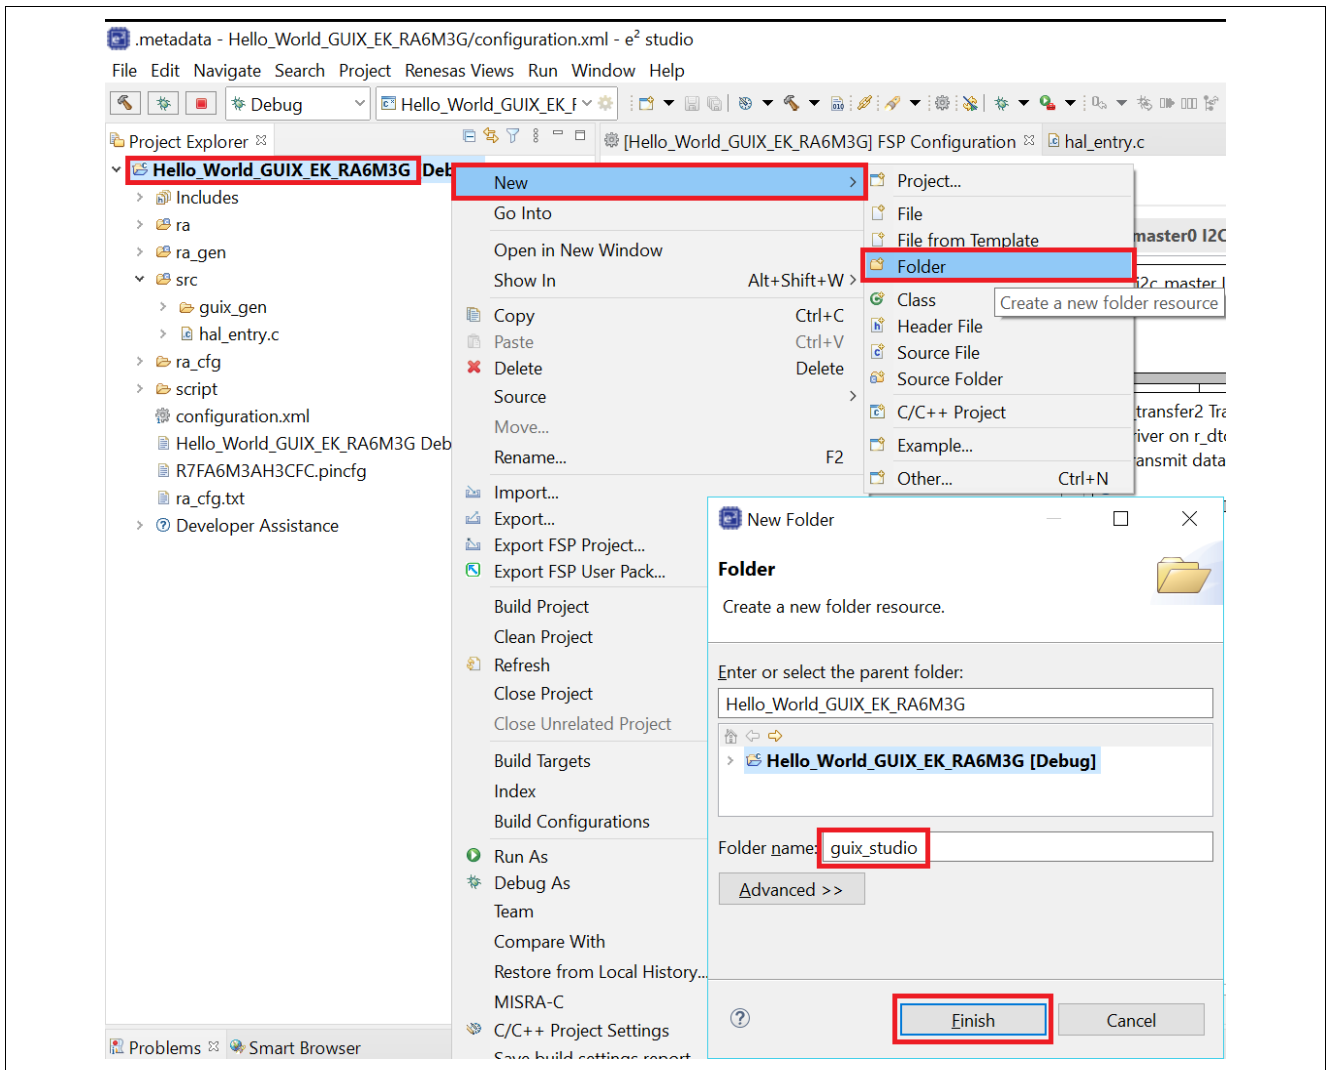 .metadata - Hello_World_GUIX_EK_RA6M3G/configuration.xml - e² studio
File Edit Navigate Search Project Renesas Views Run Window Help
Debug Hello_World_GUIX_EK_F
Project Explorer
[Hello_World_GUIX_EK_RA6M3G] FSP Configuration hal_entry.c
Hello_World_GUIX_EK_RA6M3G [Deb
Includes
ra
ra_gen
src
guix_gen
hal_entry.c
ra_cfg
script
configuration.xml
Hello_World_GUIX_EK_RA6M3G Deb
R7FA6M3AH3CFC.pincfg
ra_cfg.txt
Developer Assistance
New
Go Into
Open in New Window
Show In Alt+Shift+W
Copy Ctrl+C
Paste Ctrl+V
Delete Delete
Source
Move...
Rename... F2
Import...
Export...
Export FSP Project...
Export FSP User Pack...
Build Project
Clean Project
Refresh
Close Project
Close Unrelated Project
Build Targets
Index
Build Configurations
Run As
Debug As
Team
Compare With
Restore from Local History...
MISRA-C
C/C++ Project Settings
Save build settings report
Project...
File
File from Template
Folder
Class
Header File
Source File
Source Folder
C/C++ Project
Example...
Other... Ctrl+N
Create a new folder resource
master0 I2C
i2c_master
transfer2 Tra
iver on r_dt
ansmit data
New Folder
Folder
Create a new folder resource.
Enter or select the parent folder:
Hello_World_GUIX_EK_RA6M3G
Hello_World_GUIX_EK_RA6M3G [Debug]
Folder name: guix_studio
Advanced >>
Finish Cancel
Problems Smart Browser